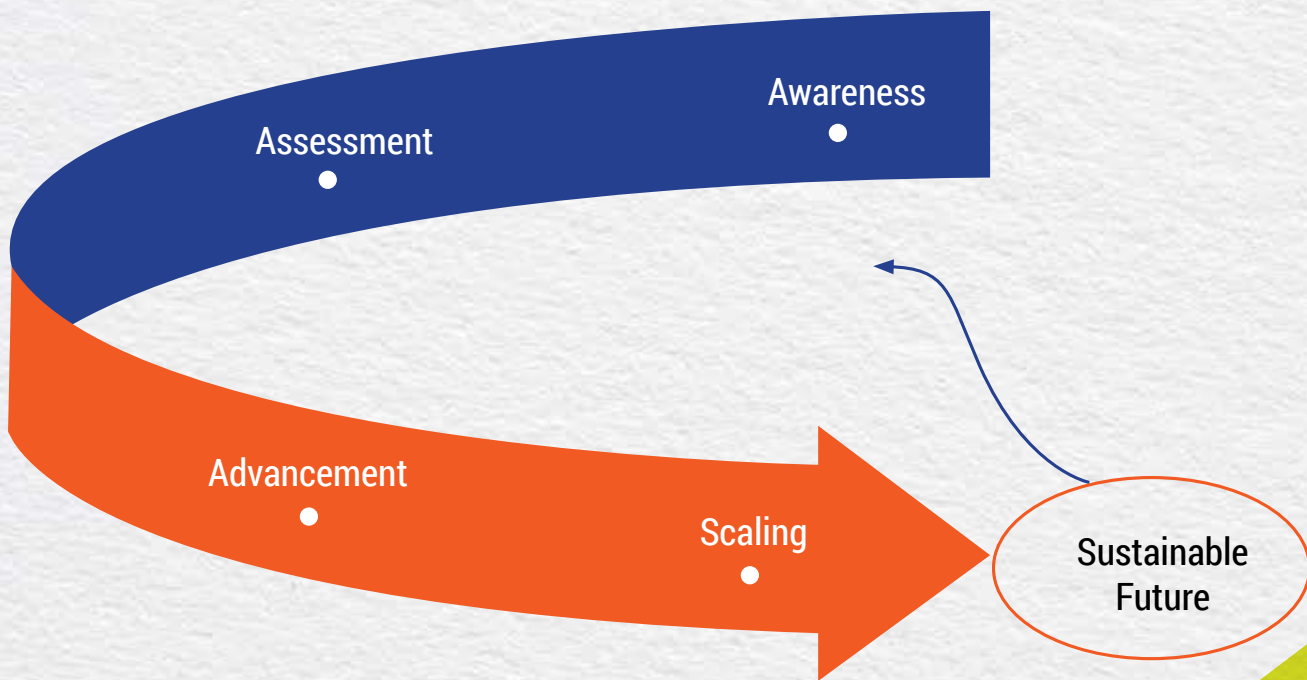 Awareness
Assessment
Advancement
Scaling
Sustainable
Future